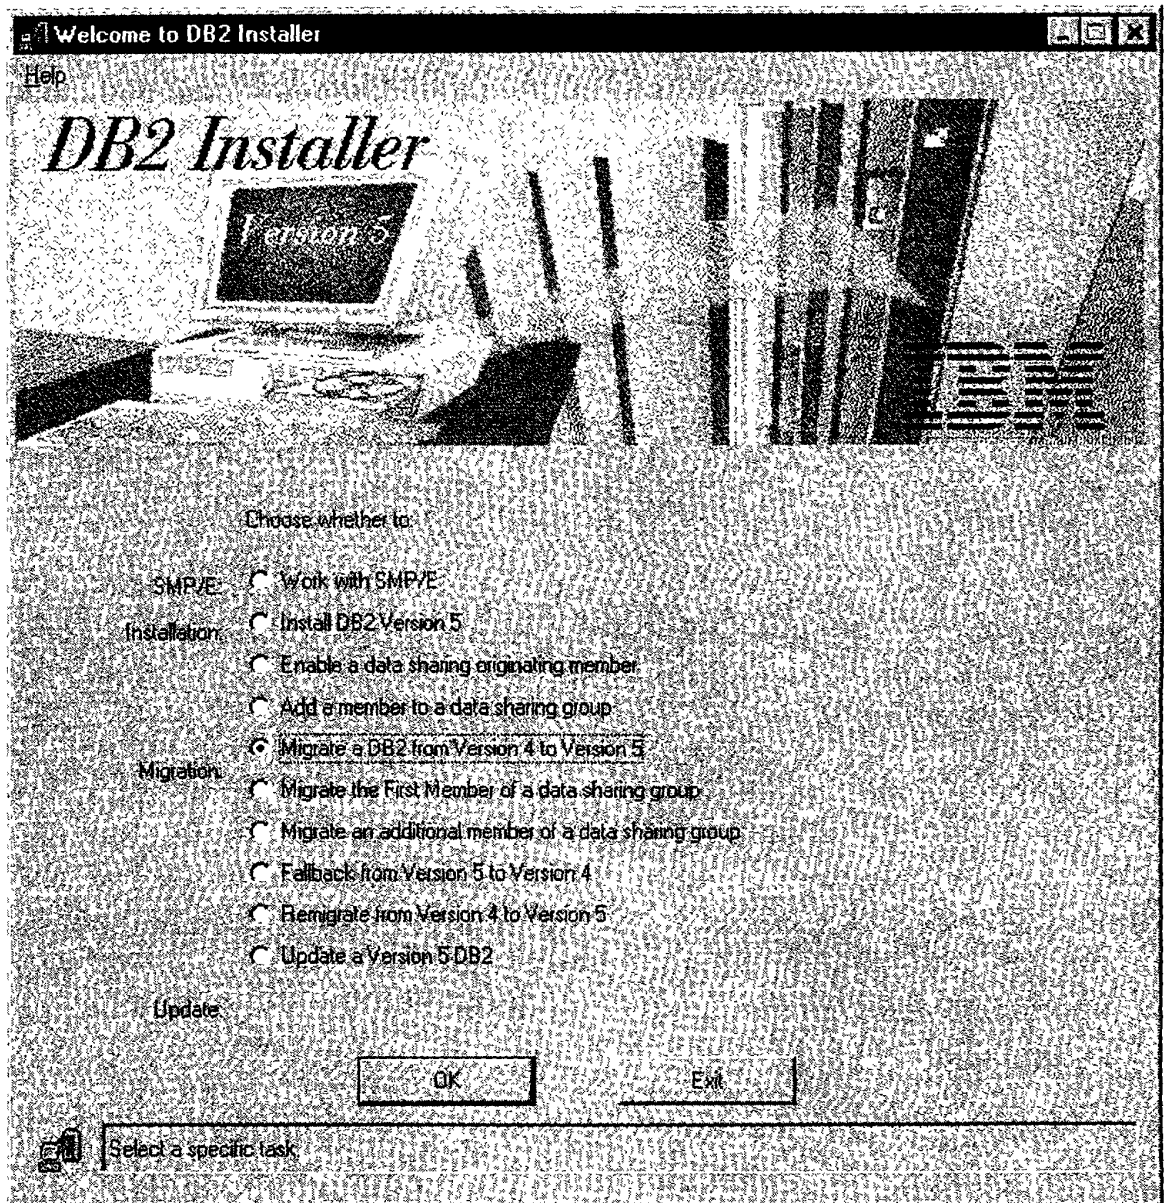 Welcome to DB2 Installer
Help
DB2 Installer
Version 5
IBM
Choose whether to:
SMP/E:
Work with SMP/E
Installation:
Install DB2 Version 5
Enable a data sharing originating member
Add a member to a data sharing group
Migration:
Migrate a DB2 from Version 4 to Version 5
Migrate the First Member of a data sharing group
Migrate an additional member of a data sharing group
Fallback from Version 5 to Version 4
Remigrate from Version 4 to Version 5
Update a Version 5 DB2
Update:
OK
Exit
Select a specific task